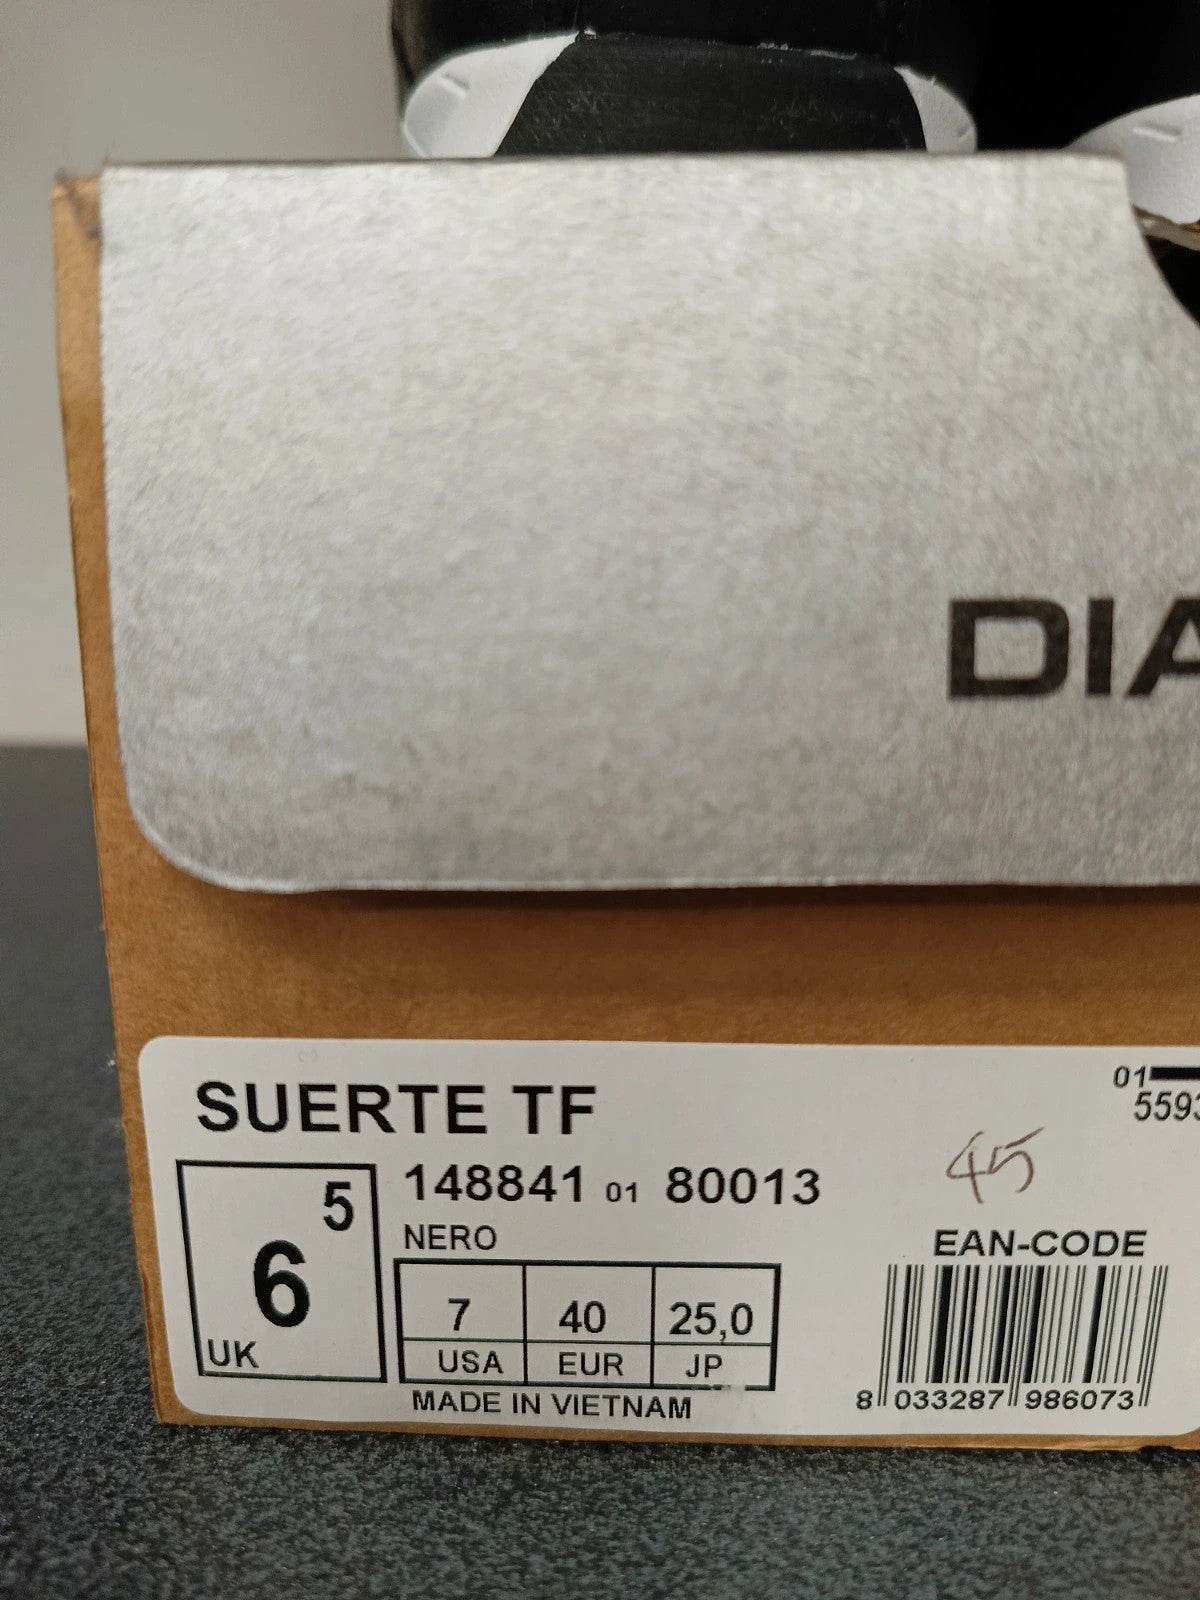 DIA
SUERTE TF
01
5593
6 5
UK
148841 01 80013
NERO
45
7 40 25,0
USA EUR JP
MADE IN VIETNAM
EAN-CODE
8 033287 986073